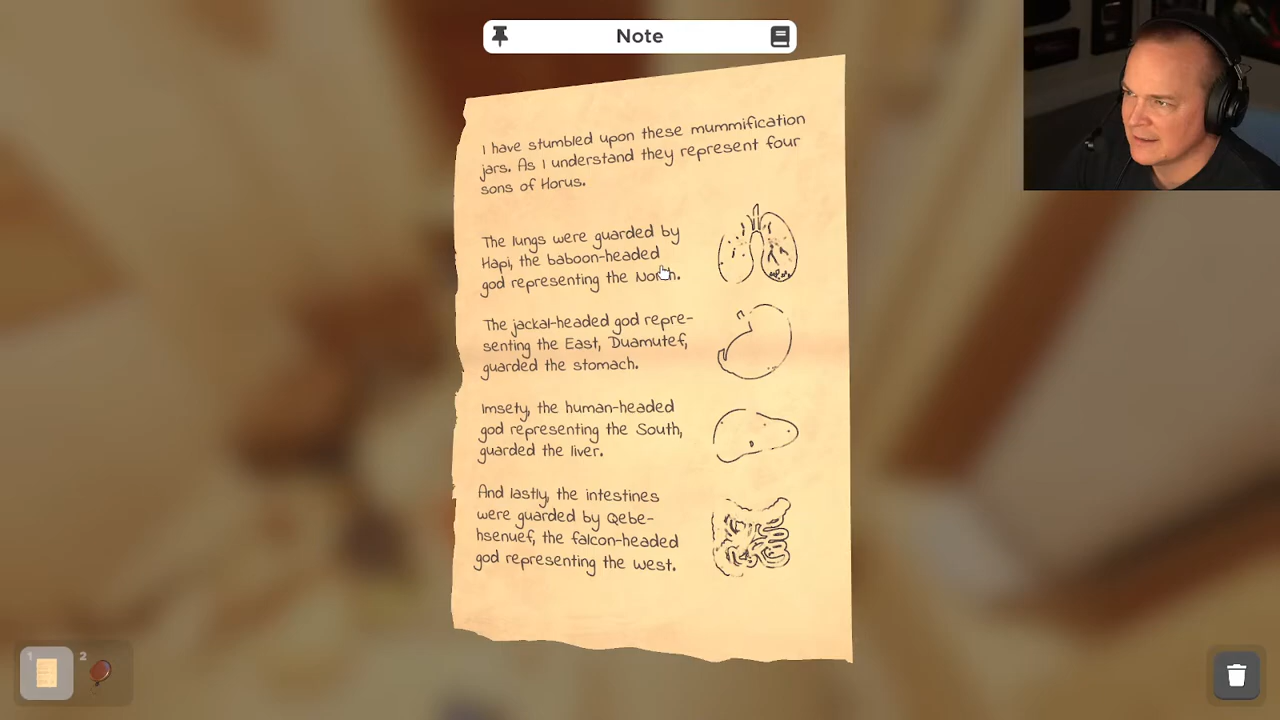 Note
I have stumbled upon these mummification
jars. As I understand they represent four
sons of Horus.
The lungs were guarded by
Hapi, the baboon-headed
god representing the North.
The jackal-headed god repre-
senting the East, Duamutef,
guarded the stomach.
Imsety, the human-headed
god representing the South,
guarded the liver.
And lastly, the intestines
were guarded by Qebe-
hsenuef, the falcon-headed
god representing the west.
1
2